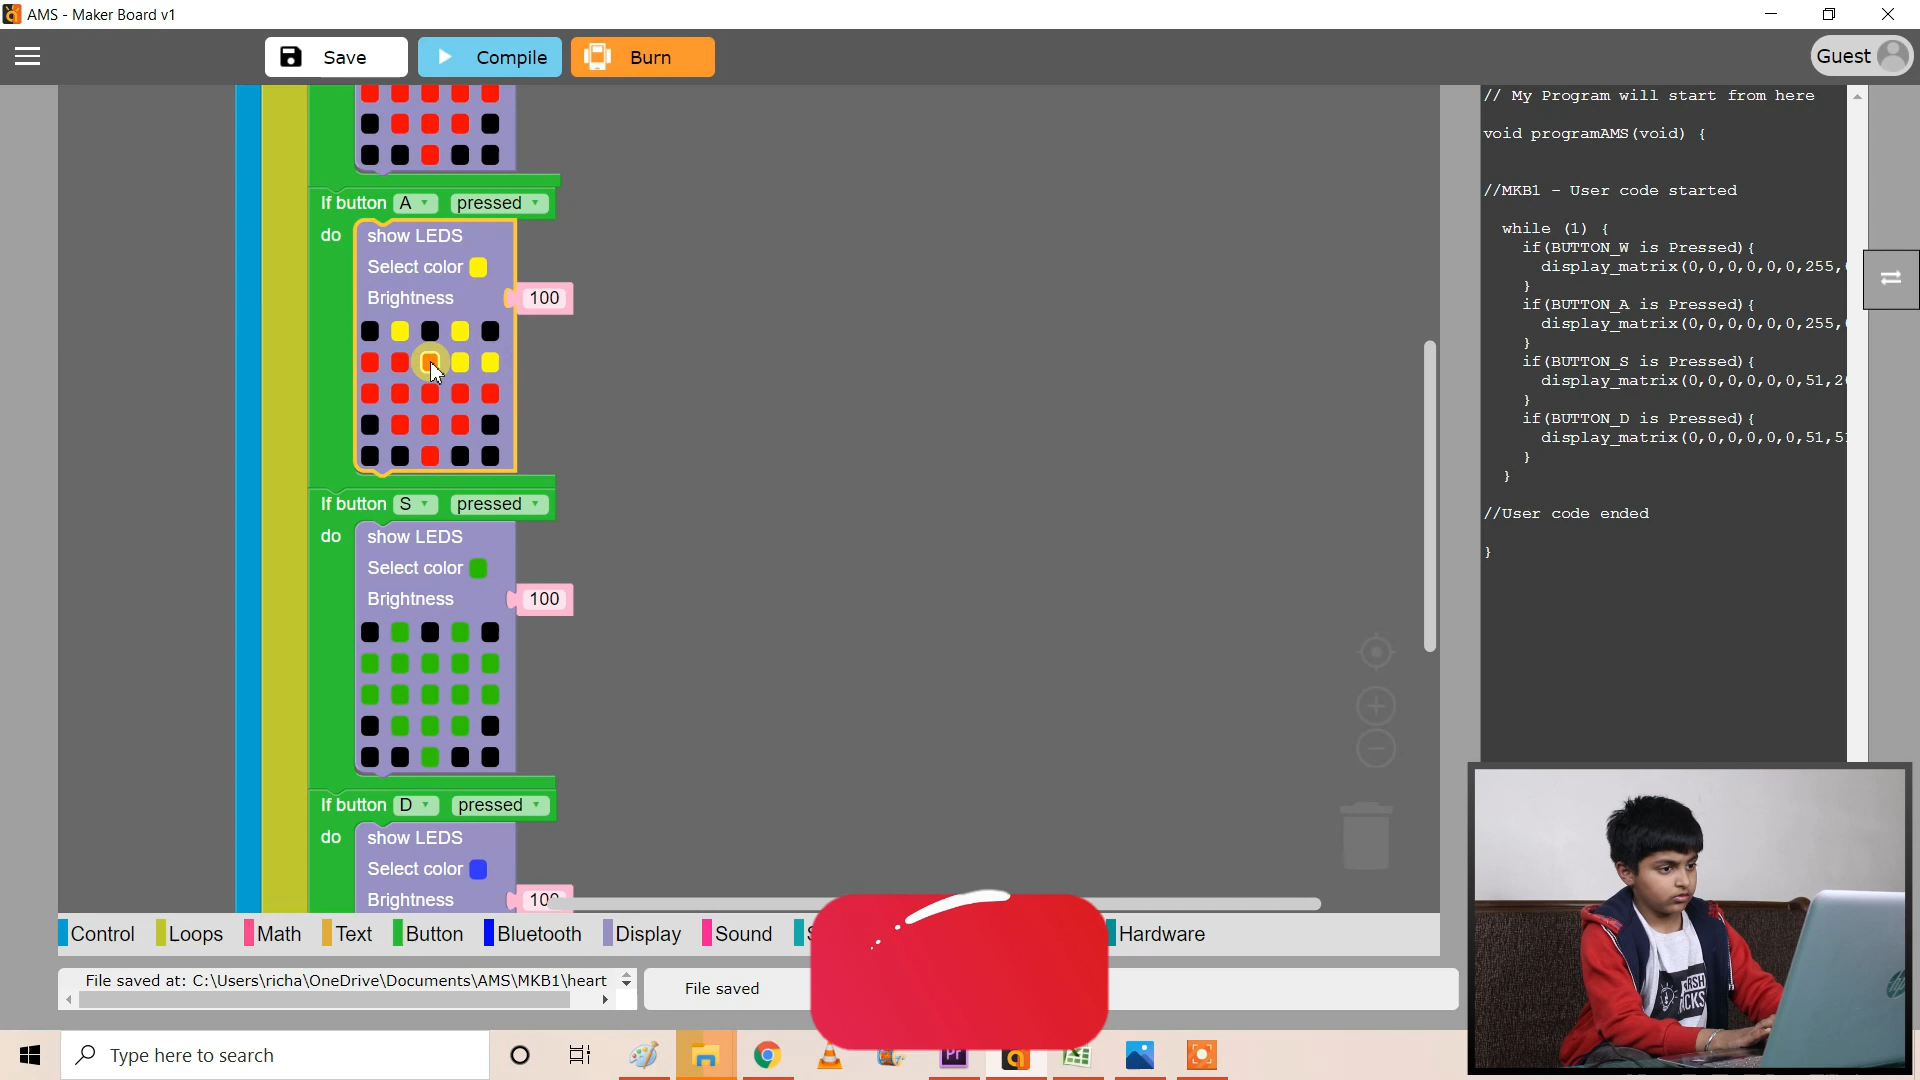 AMS - Maker Board v1
Save
Compile
Burn
Guest
If button A pressed
do show LEDS
Select color
Brightness 100
If button S pressed
do show LEDS
Select color
Brightness 100
If button D pressed
do show LEDS
Select color
Brightness
// My Program will start from here
void programAMS(void) {
//MKB1 - User code started
while (1) {
if(BUTTON_W is Pressed){
display_matrix(0,0,0,0,0,0,255,
}
if(BUTTON_A is Pressed){
display_matrix(0,0,0,0,0,0,255,
}
if(BUTTON_S is Pressed){
display_matrix(0,0,0,0,0,0,51,2
}
if(BUTTON_D is Pressed){
display_matrix(0,0,0,0,0,0,51,5
}
}
//User code ended
}
Control Loops Math Text Button Bluetooth Display Sound Hardware
File saved at: C:\Users\richa\OneDrive\Documents\AMS\MKB1\heart
File saved
Type here to search
Pr